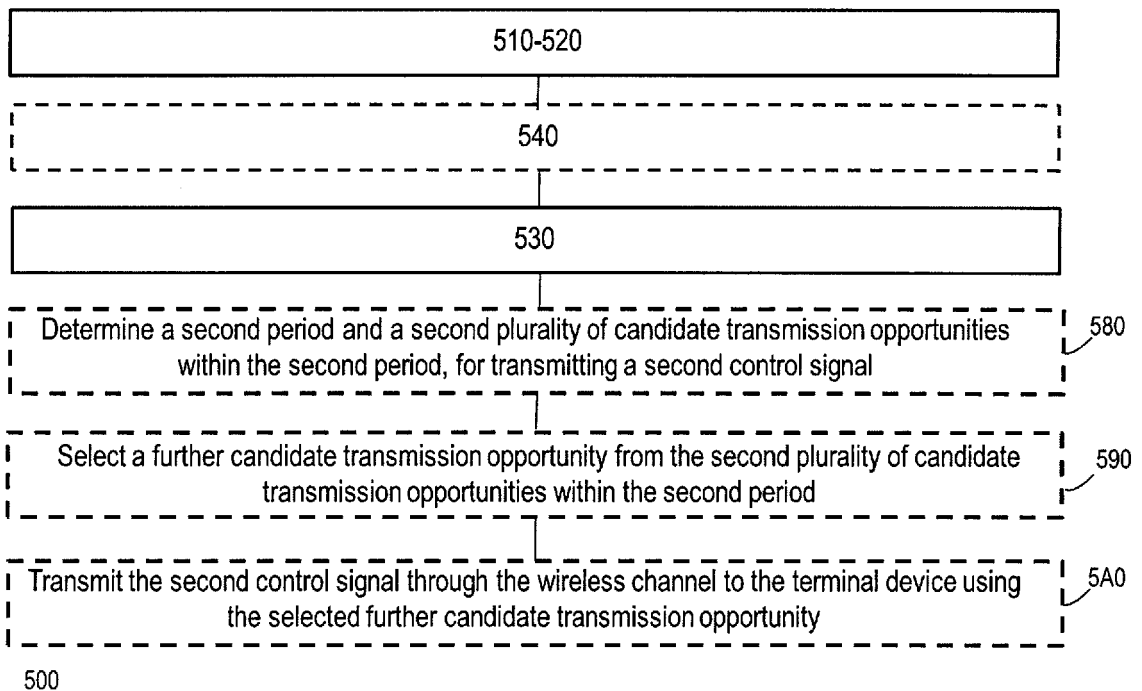 510-520
540
530
Determine a second period and a second plurality of candidate transmission opportunities
within the second period, for transmitting a second control signal
580
Select a further candidate transmission opportunity from the second plurality of candidate
transmission opportunities within the second period
590
Transmit the second control signal through the wireless channel to the terminal device using
the selected further candidate transmission opportunity
5A0
500